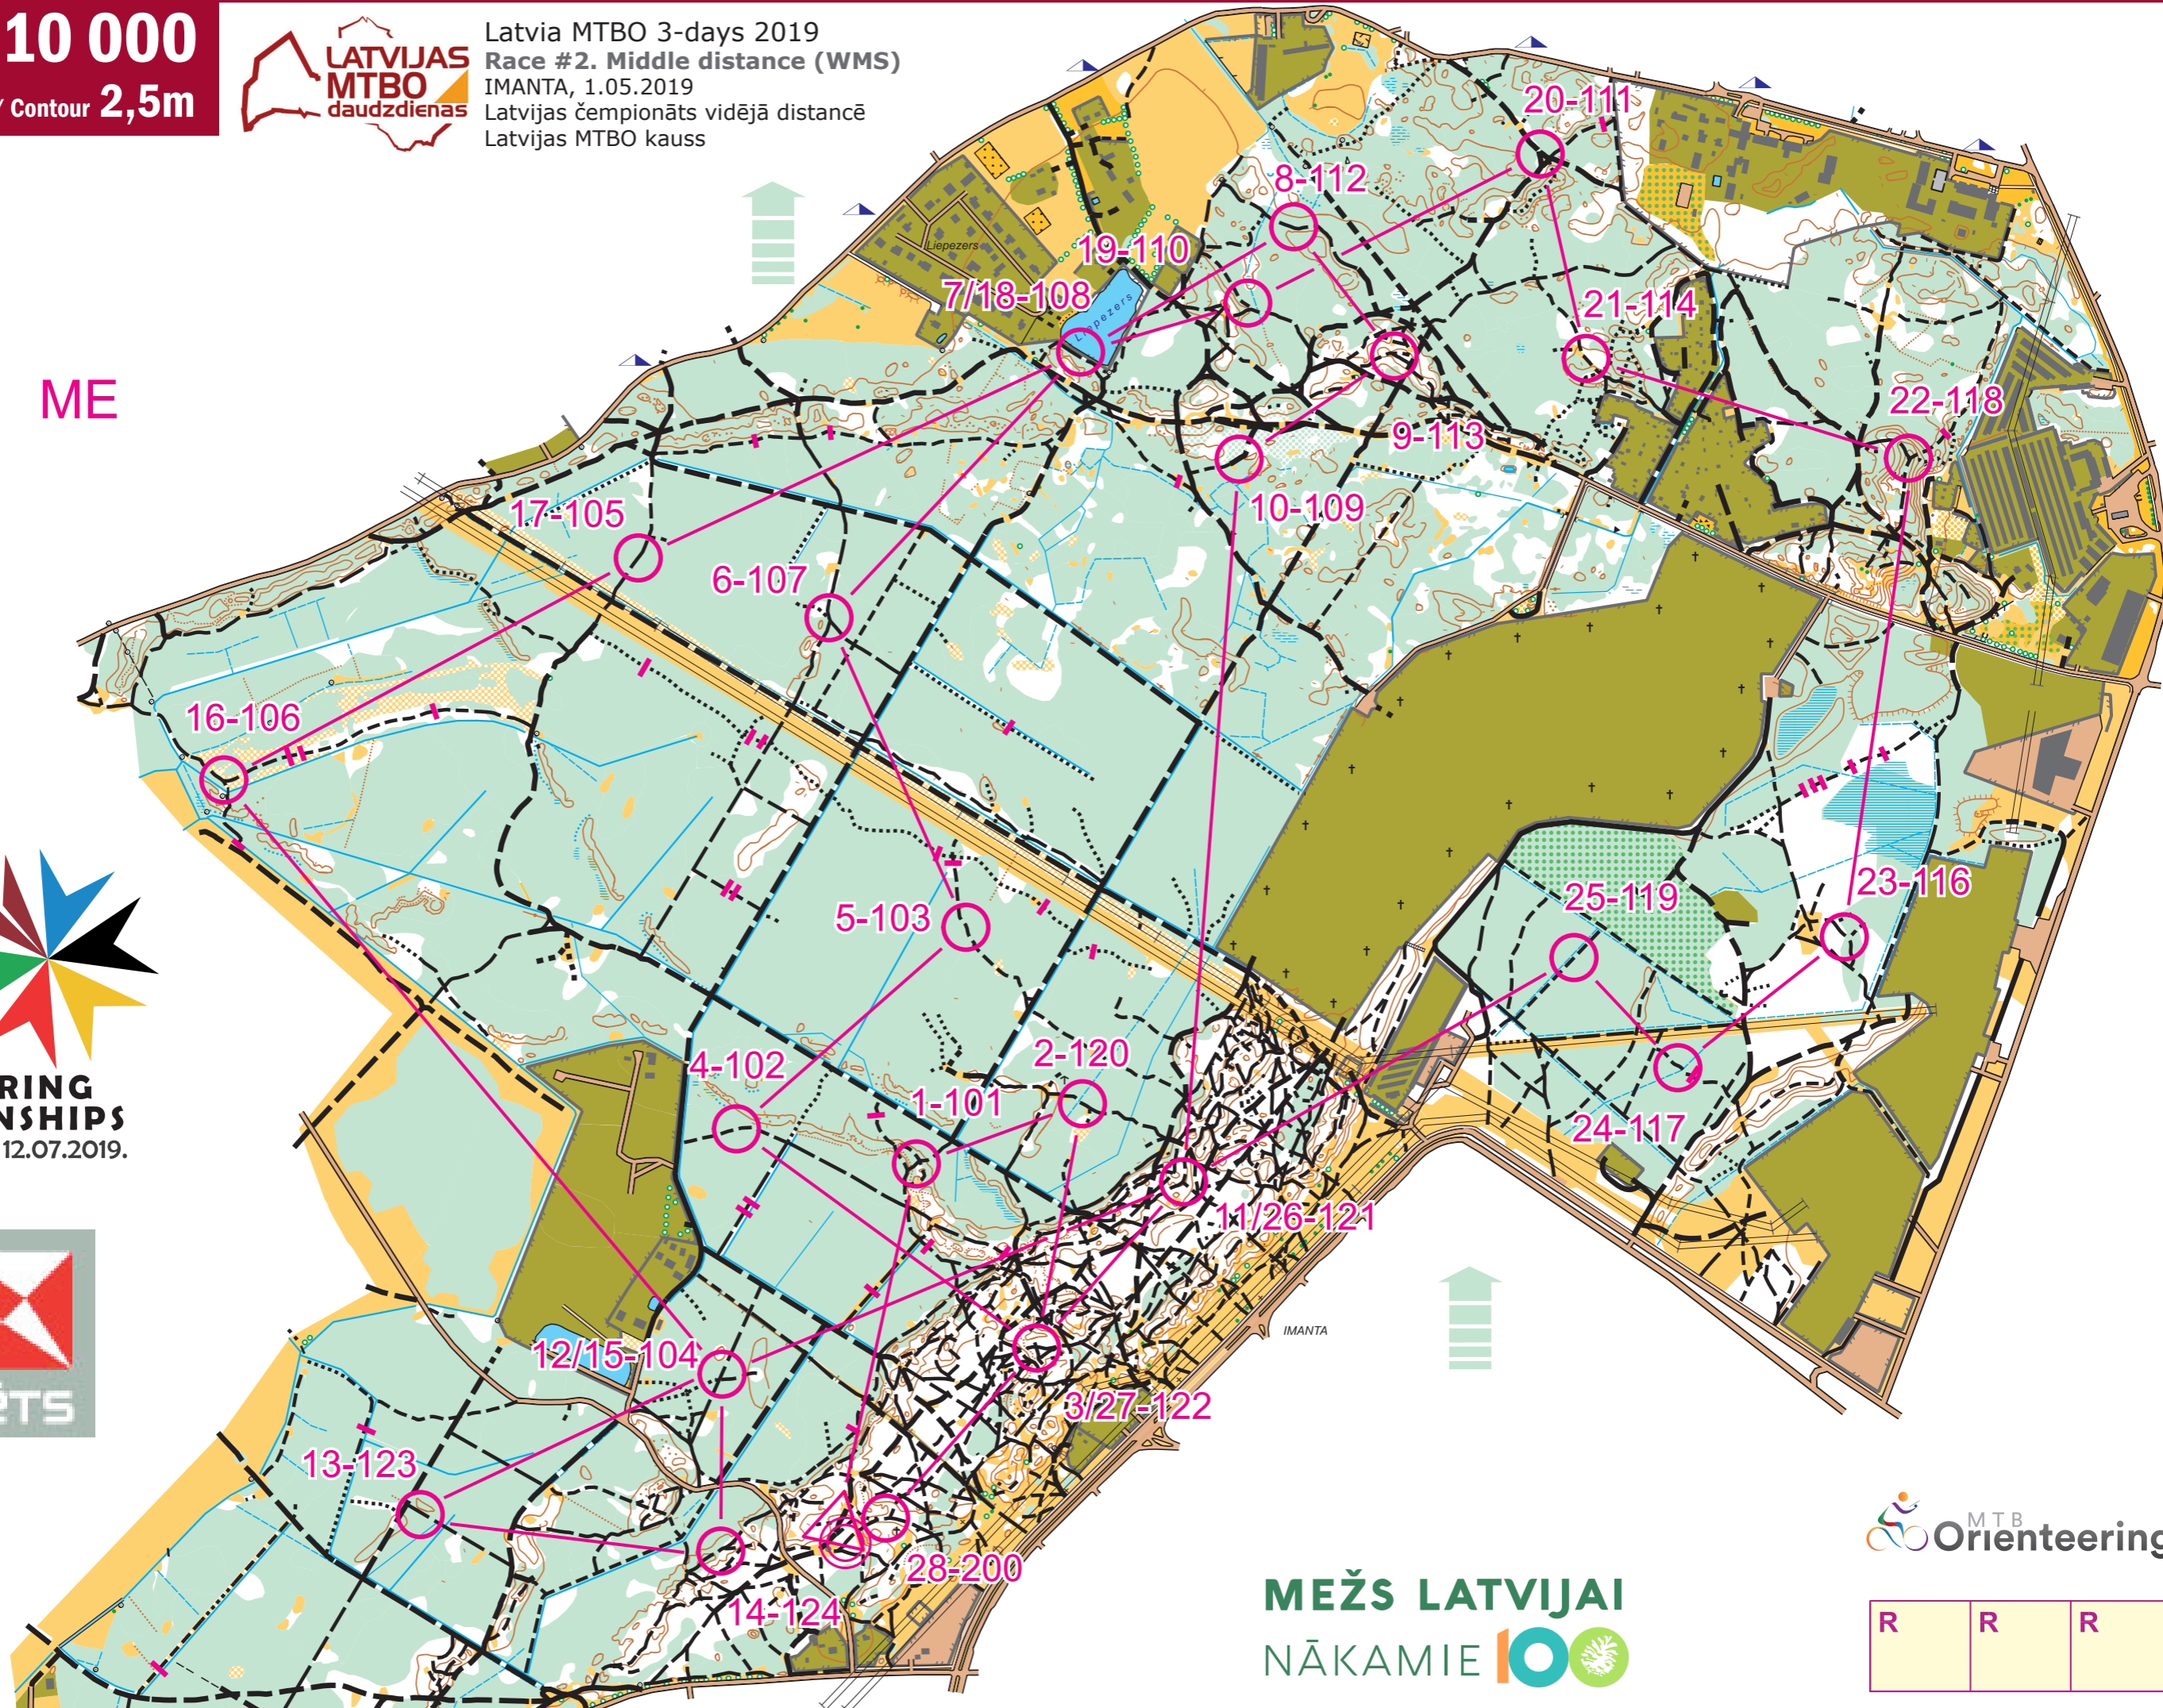 10 000
Contour 2,5m
LATVIJAS
MTBO
daudzdienas
Latvia MTBO 3-days 2019
Race #2. Middle distance (WMS)
IMANTA, 1.05.2019
Latvijas čempionāts vidējā distancē
Latvijas MTBO kauss
ME
20-111
8-112
19-110
Liepezers
7/18-108
Liepezers
21-114
22-118
9-113
17-105
10-109
6-107
16-106
25-119
23-116
5-103
2-120
4-102
1-101
24-117
RING
NSHIPS
12.07.2019.
11/26-121
IMANTA
12/15-104
3/27-122
13-123
28-200
14-124
MTB
Orienteering
MEŽS LATVIJAI
NĀKAMIE 100
R R R